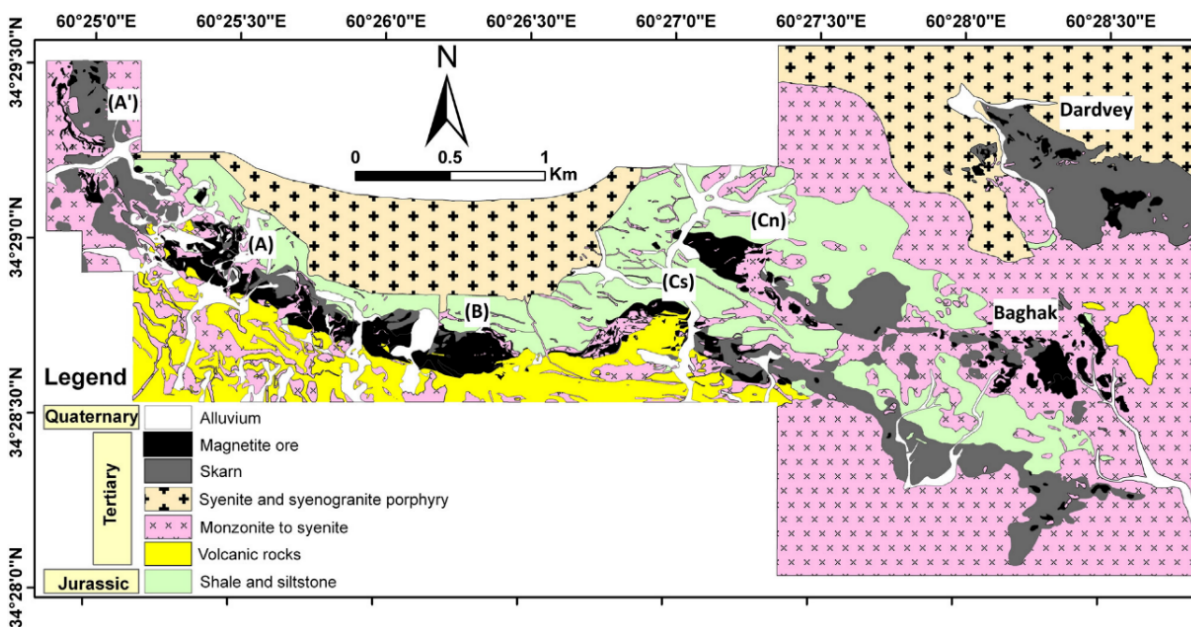 60°25'0"E 60°25'30"E 60°26'0"E 60°26'30"E 60°27'0"E 60°27'30"E 60°28'0"E 60°28'30"E
34°29'30"N
34°29'0"N
34°28'30"N
34°28'0"N
N
0 0.5 1
Km
(A')
(A)
(B)
(Cn)
(Cs)
Dardvey
Baghak
Legend
Quaternary
Tertiary
Jurassic
Alluvium
Magnetite ore
Skarn
Syenite and syenogranite porphyry
Monzonite to syenite
Volcanic rocks
Shale and siltstone